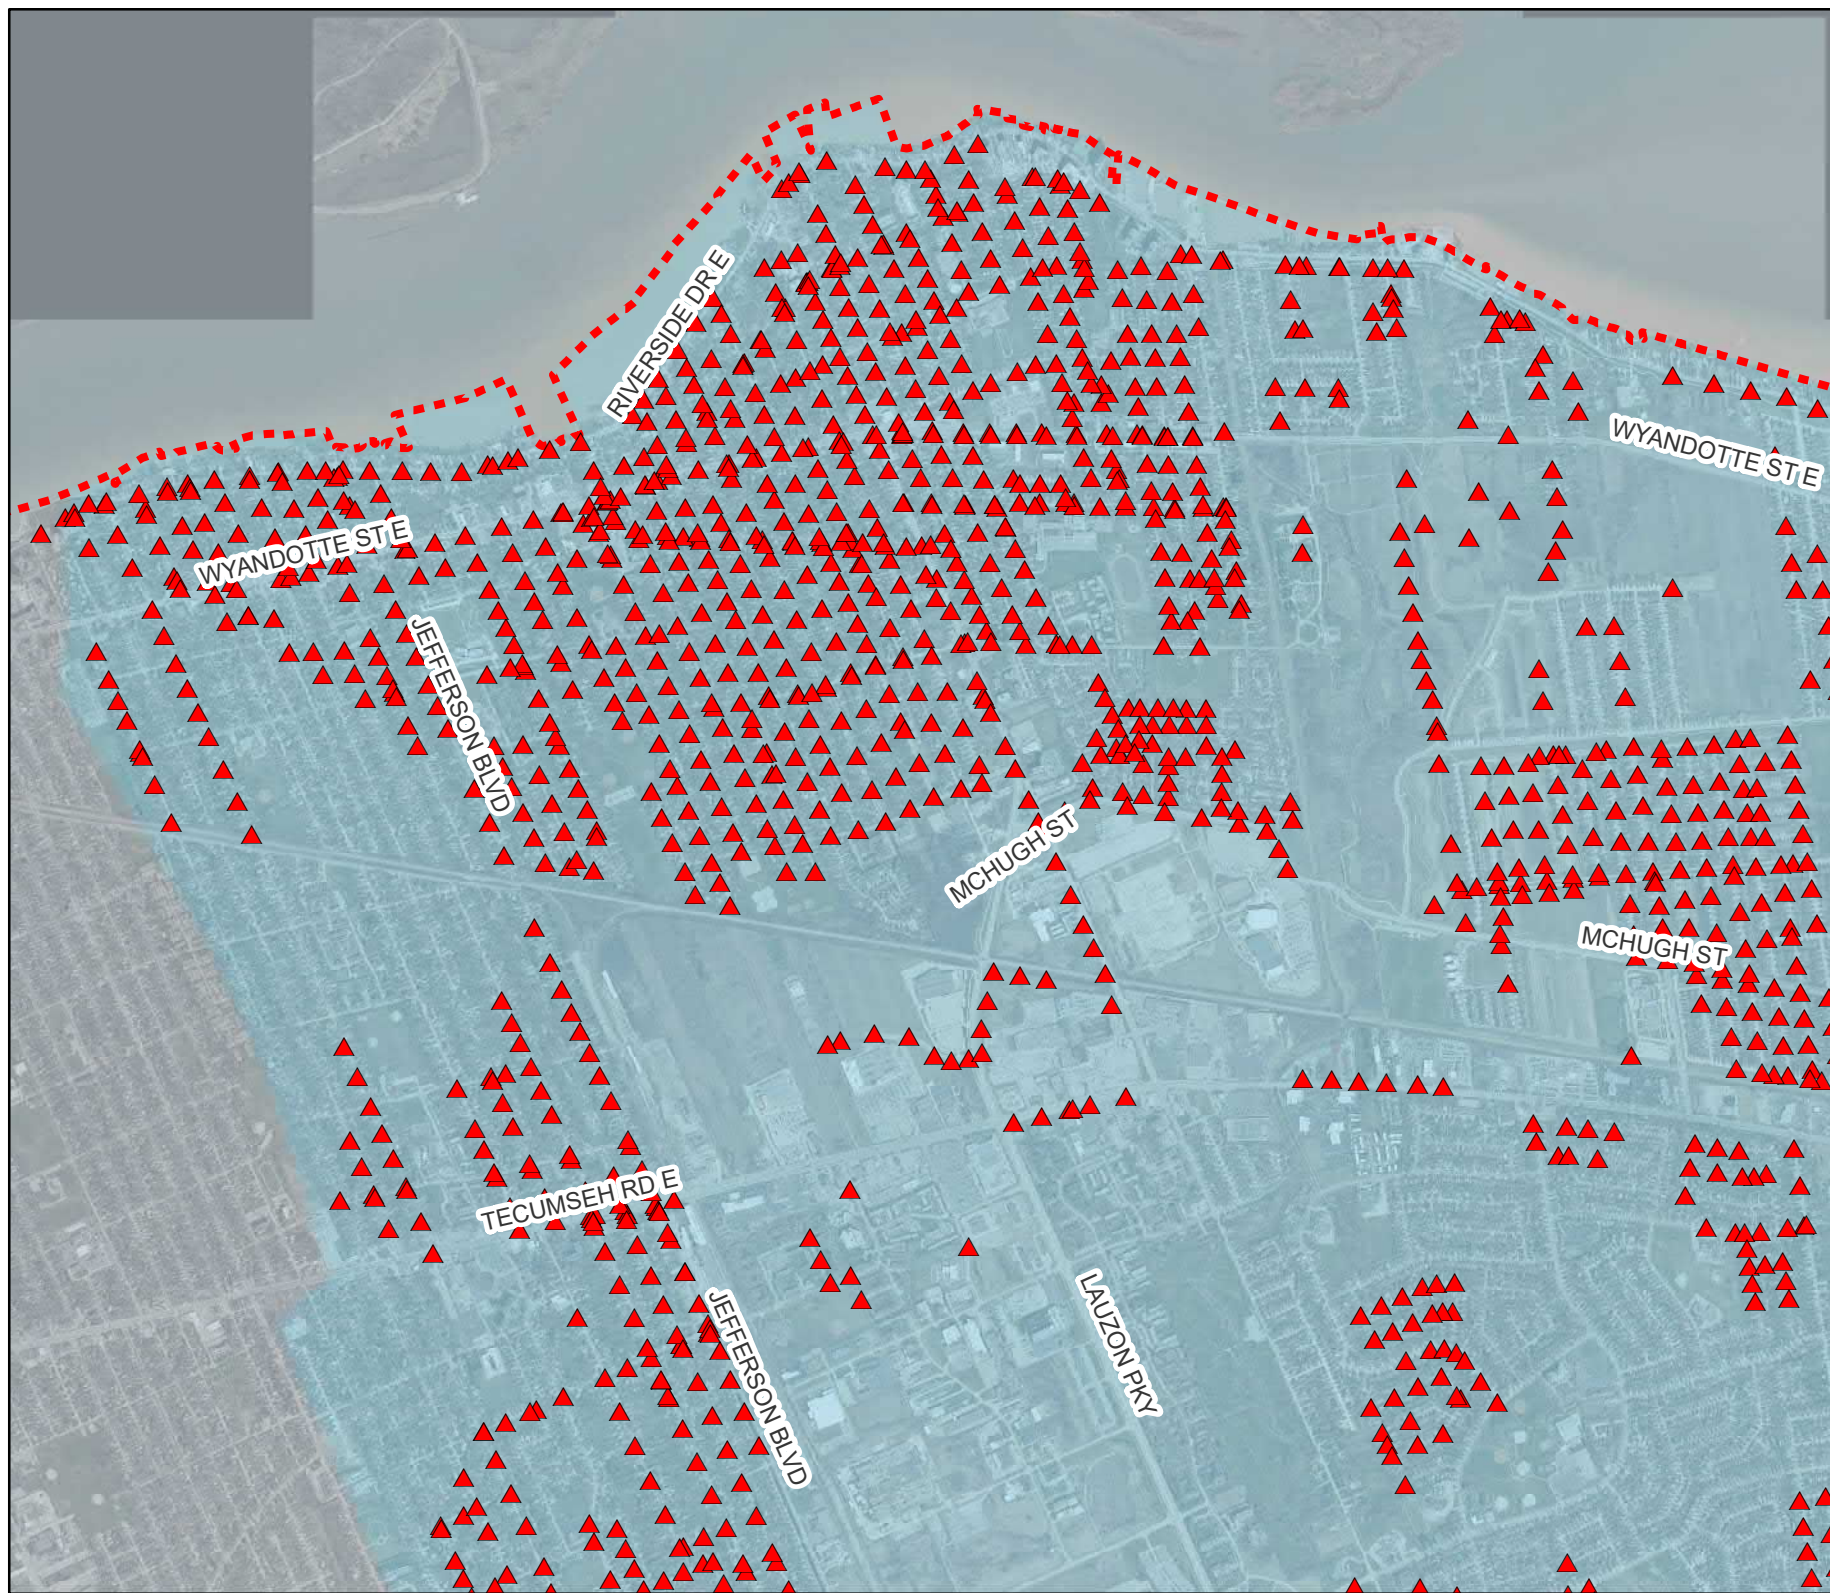 RIVERSIDE DR E
WYANDOTTE ST E
WYANDOTTE ST E
JEFFERSON BLVD
MCHUGH ST
MCHUGH ST
TECUMSEH RD E
LAUZON PKY
JEFFERSON BLVD